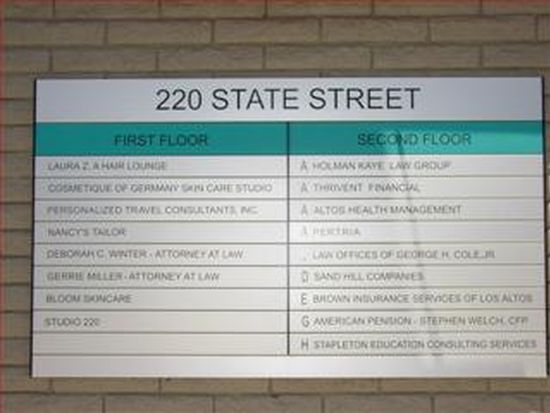 220 STATE STREET
FIRST FLOOR
SECOND FLOOR
LAURA Z. A HAIR LOUNGE
COSMETIQUE OF GERMANY SKIN CARE STUDIO
PERSONALIZED TRAVEL CONSULTANTS, INC.
NANCY'S TAILOR
DEBORAH C. WINTER - ATTORNEY AT LAW
GERRIE MILLER - ATTORNEY AT LAW
BLOOM SKINCARE
STUDIO 220
A HOLMAN KAYE LAW GROUP
A THRIVENT FINANCIAL
A ALTOS HEALTH MANAGEMENT
A PERTRIA
LAW OFFICES OF GEORGE H. COLE, JR.
D SAND HILL COMPANIES
E BROWN INSURANCE SERVICES OF LOS ALTOS
G AMERICAN PENSION - STEPHEN WELCH, CFP
H STAPLETON EDUCATION CONSULTING SERVICES